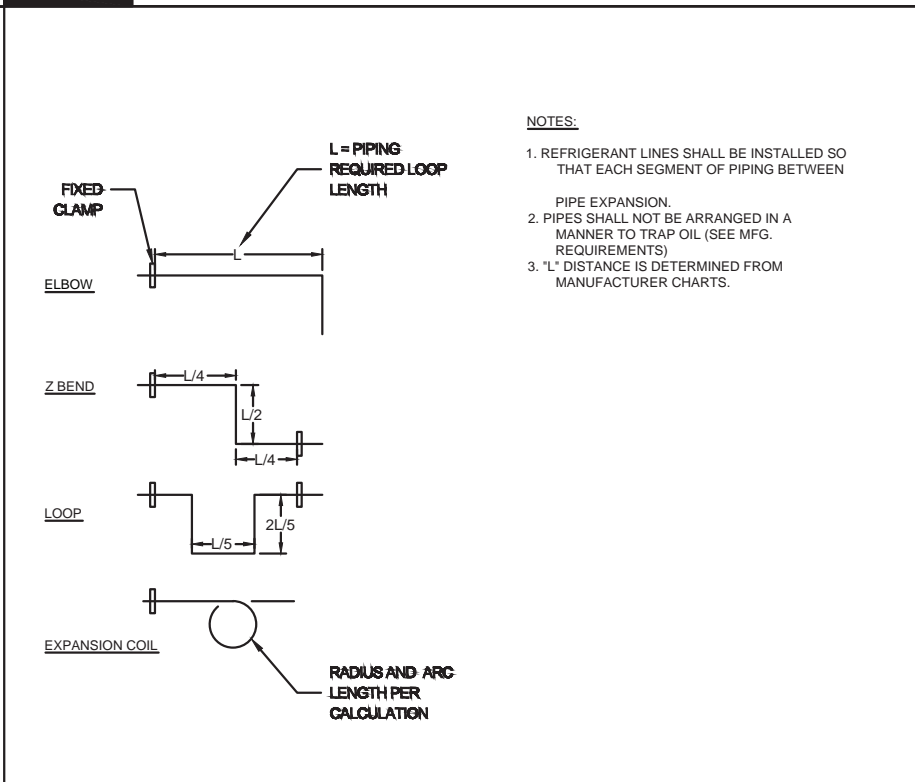 NOTES:
1. REFRIGERANT LINES SHALL BE INSTALLED SO
THAT EACH SEGMENT OF PIPING BETWEEN
PIPE EXPANSION.
2. PIPES SHALL NOT BE ARRANGED IN A
MANNER TO TRAP OIL (SEE MFG.
REQUIREMENTS)
3. "L" DISTANCE IS DETERMINED FROM
MANUFACTURER CHARTS.
L = PIPING
REQUIRED LOOP
LENGTH
FIXED
CLAMP
L
ELBOW
Z BEND
L/4
L/2
L/4
LOOP
L/5
2L/5
EXPANSION COIL
RADIUS AND ARC
LENGTH PER
CALCULATION